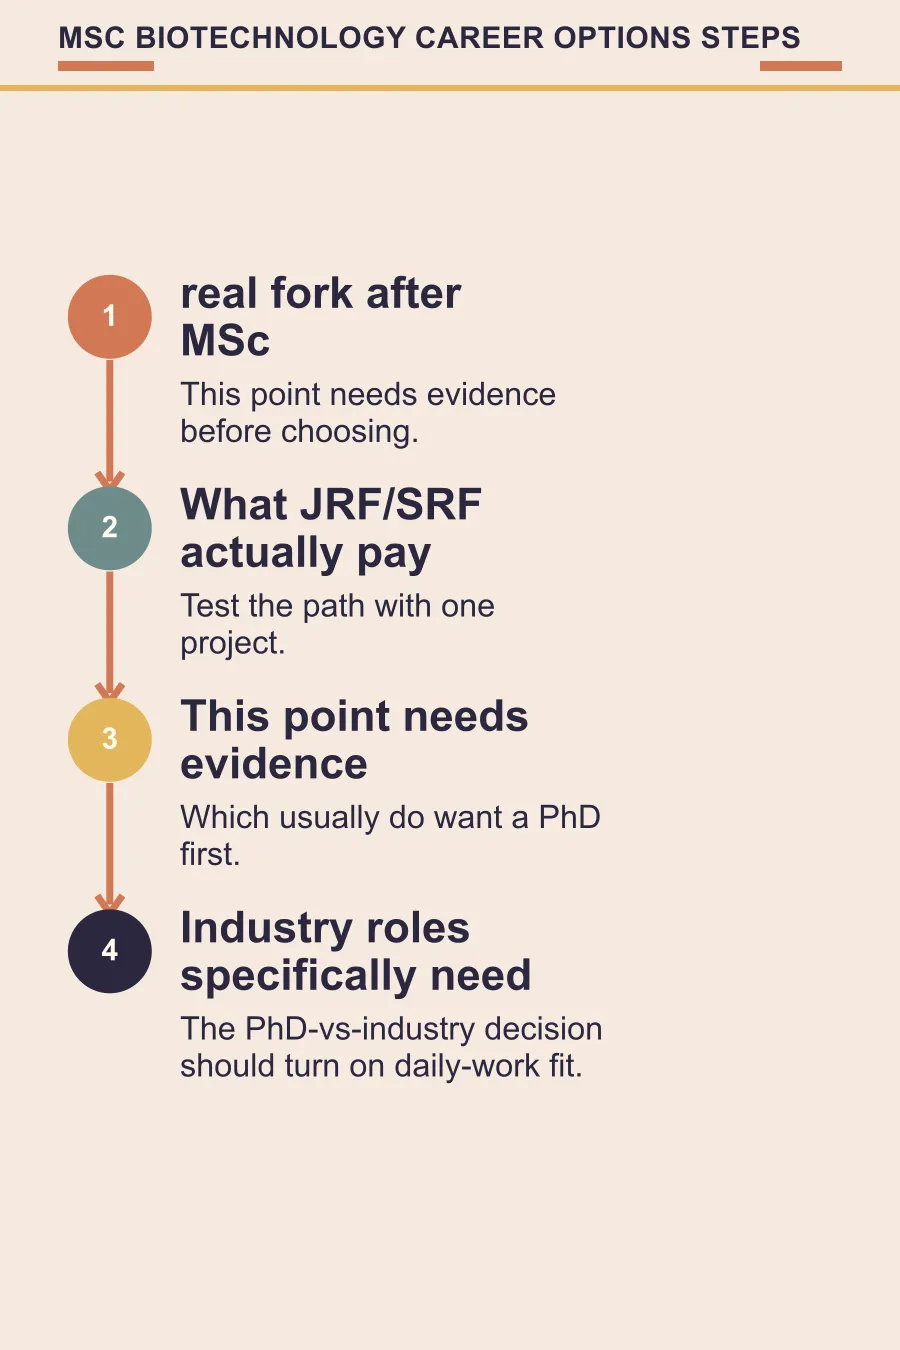 MSC BIOTECHNOLOGY CAREER OPTIONS STEPS
1
real fork after
MSc
This point needs evidence
before choosing.
2
What JRF/SRF
actually pay
Test the path with one
project.
3
This point needs
evidence
Which usually do want a PhD
first.
4
Industry roles
specifically need
The PhD-vs-industry decision
should turn on daily-work fit.